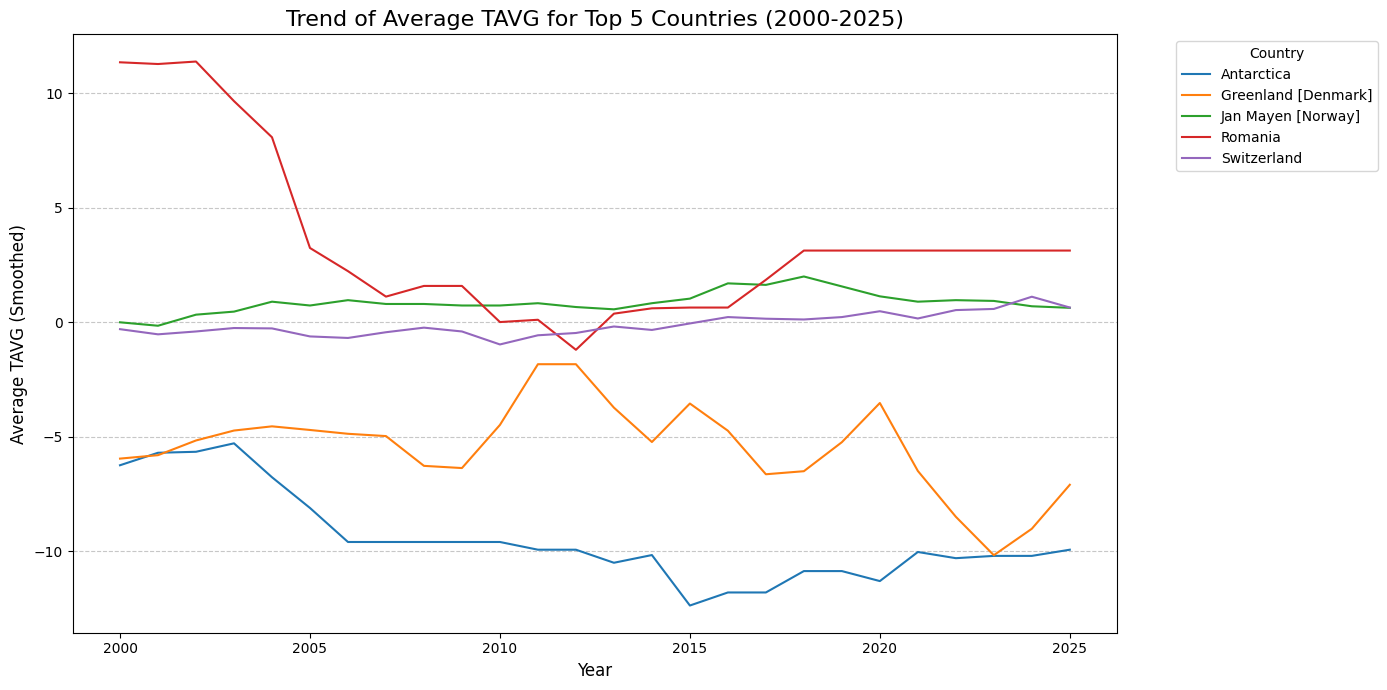 Trend of Average TAVG for Top 5 Countries (2000-2025)
Country
Antarctica
Greenland [Denmark]
Jan Mayen [Norway]
Romania
Switzerland
Average TAVG (Smoothed)
10
5
0
−5
−10
2000 2005 2010 2015 2020 2025
Year